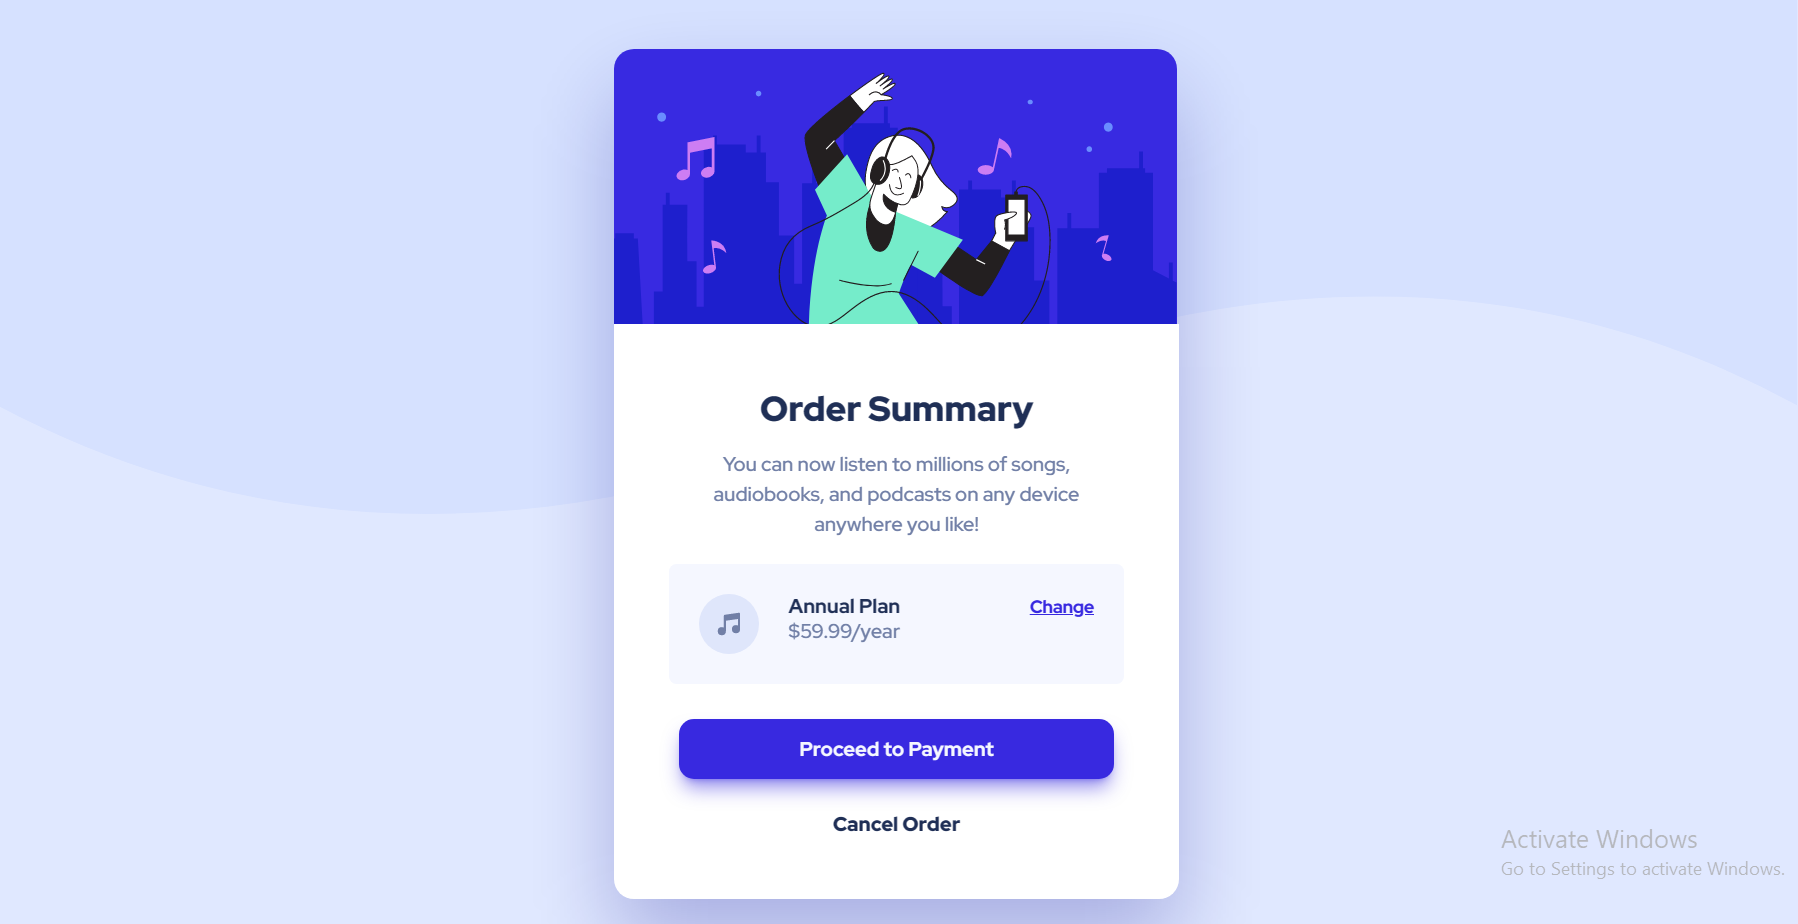 Order Summary
You can now listen to millions of songs,
audiobooks, and podcasts on any device
anywhere you like!
Annual Plan
Change
$59.99/year
Proceed to Payment
Cancel Order
Activate Windows
Go to Settings to activate Windows.